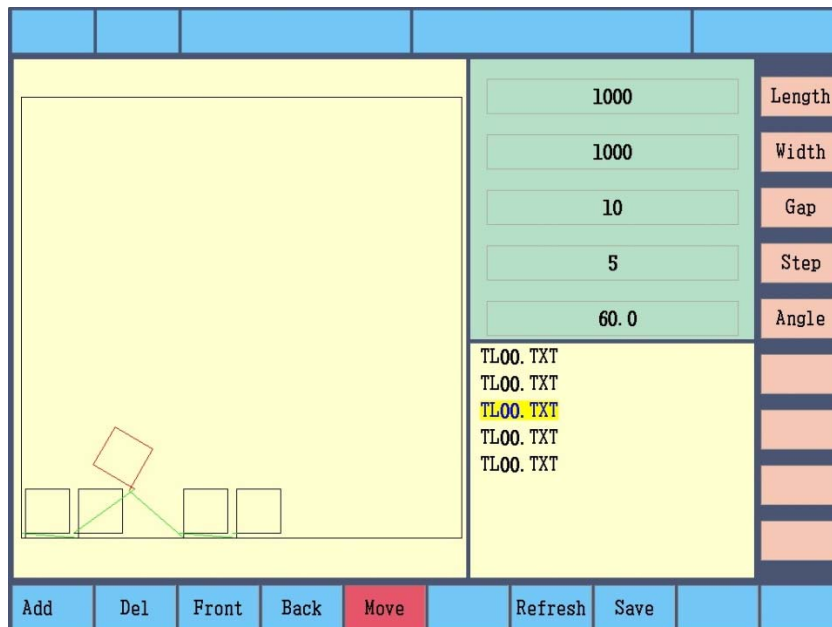 1000 Length
1000 Width
10 Gap
5 Step
60.0 Angle
TL00.TXT
TL00.TXT
TL00.TXT
TL00.TXT
TL00.TXT
Add Del Front Back Move Refresh Save